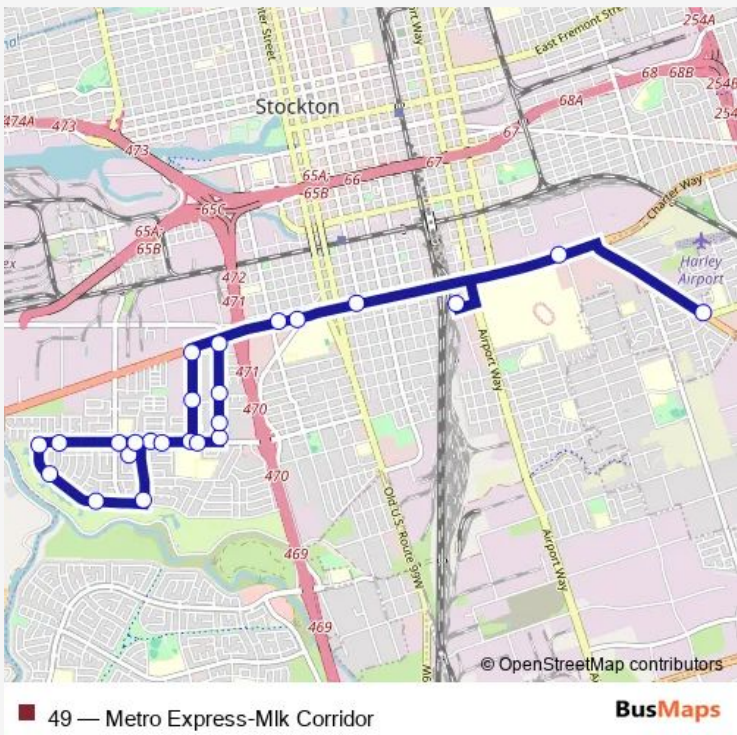 254A
East Fremont Stre
68
68B
254B
254
68A
Stockton
474A
473
473
67
67
66
65A;
65B
65C
65A;
65B
472
471
Charter Way
Harley
Airport
Airport Way
471
470
470
Old U.S. Route 99W
469
469
Airport Way
© OpenStreetMap contributors
49 — Metro Express-Mlk Corridor
BusMaps